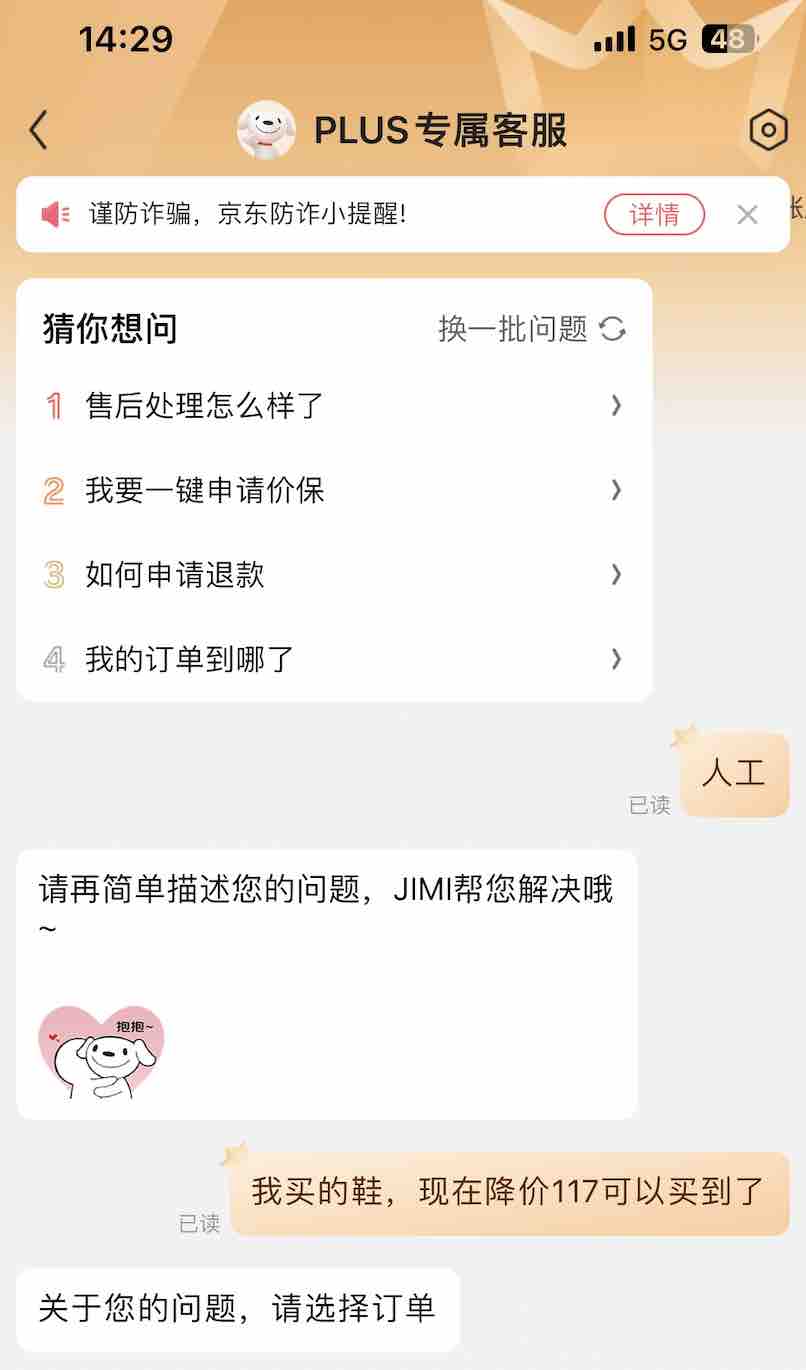 14:29
5G 48
PLUS专属客服
谨防诈骗，京东防诈小提醒!
详情
猜你想问
换一批问题
1 售后处理怎么样了
2 我要一键申请价保
3 如何申请退款
4 我的订单到哪了
人工
已读
请再简单描述您的问题，JIMI帮您解决哦
~
抱抱~
我买的鞋，现在降价117可以买到了
已读
关于您的问题，请选择订单